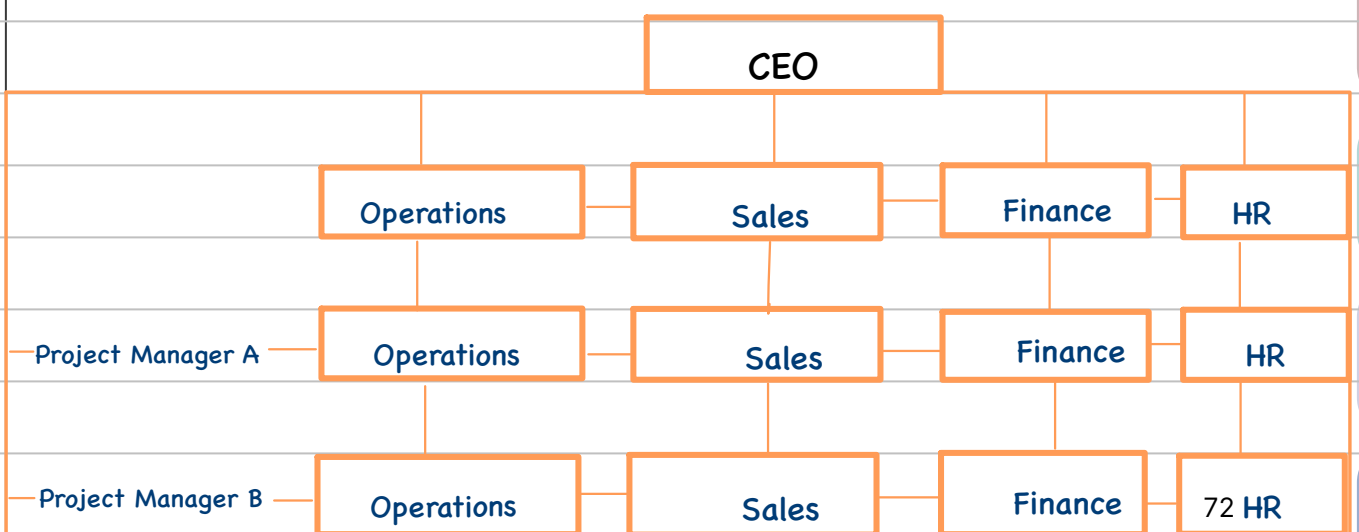 CEO
Operations Sales Finance HR
Project Manager A Operations Sales Finance HR
Project Manager B Operations Sales Finance 72 HR